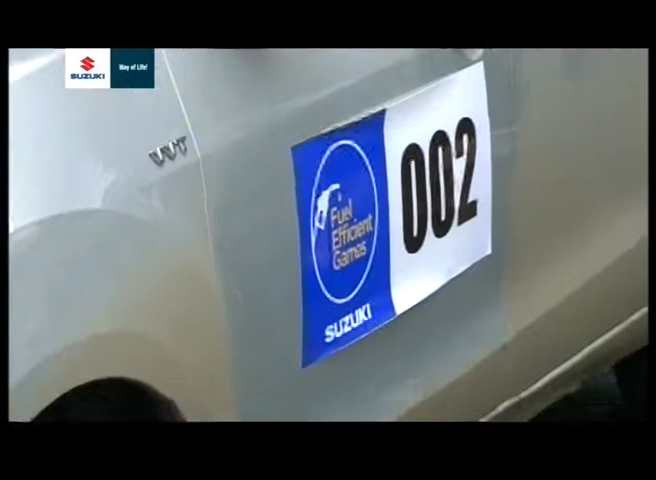 SUZUKI
Way of Life!
VVT
Fuel
Efficient
Games
SUZUKI
002